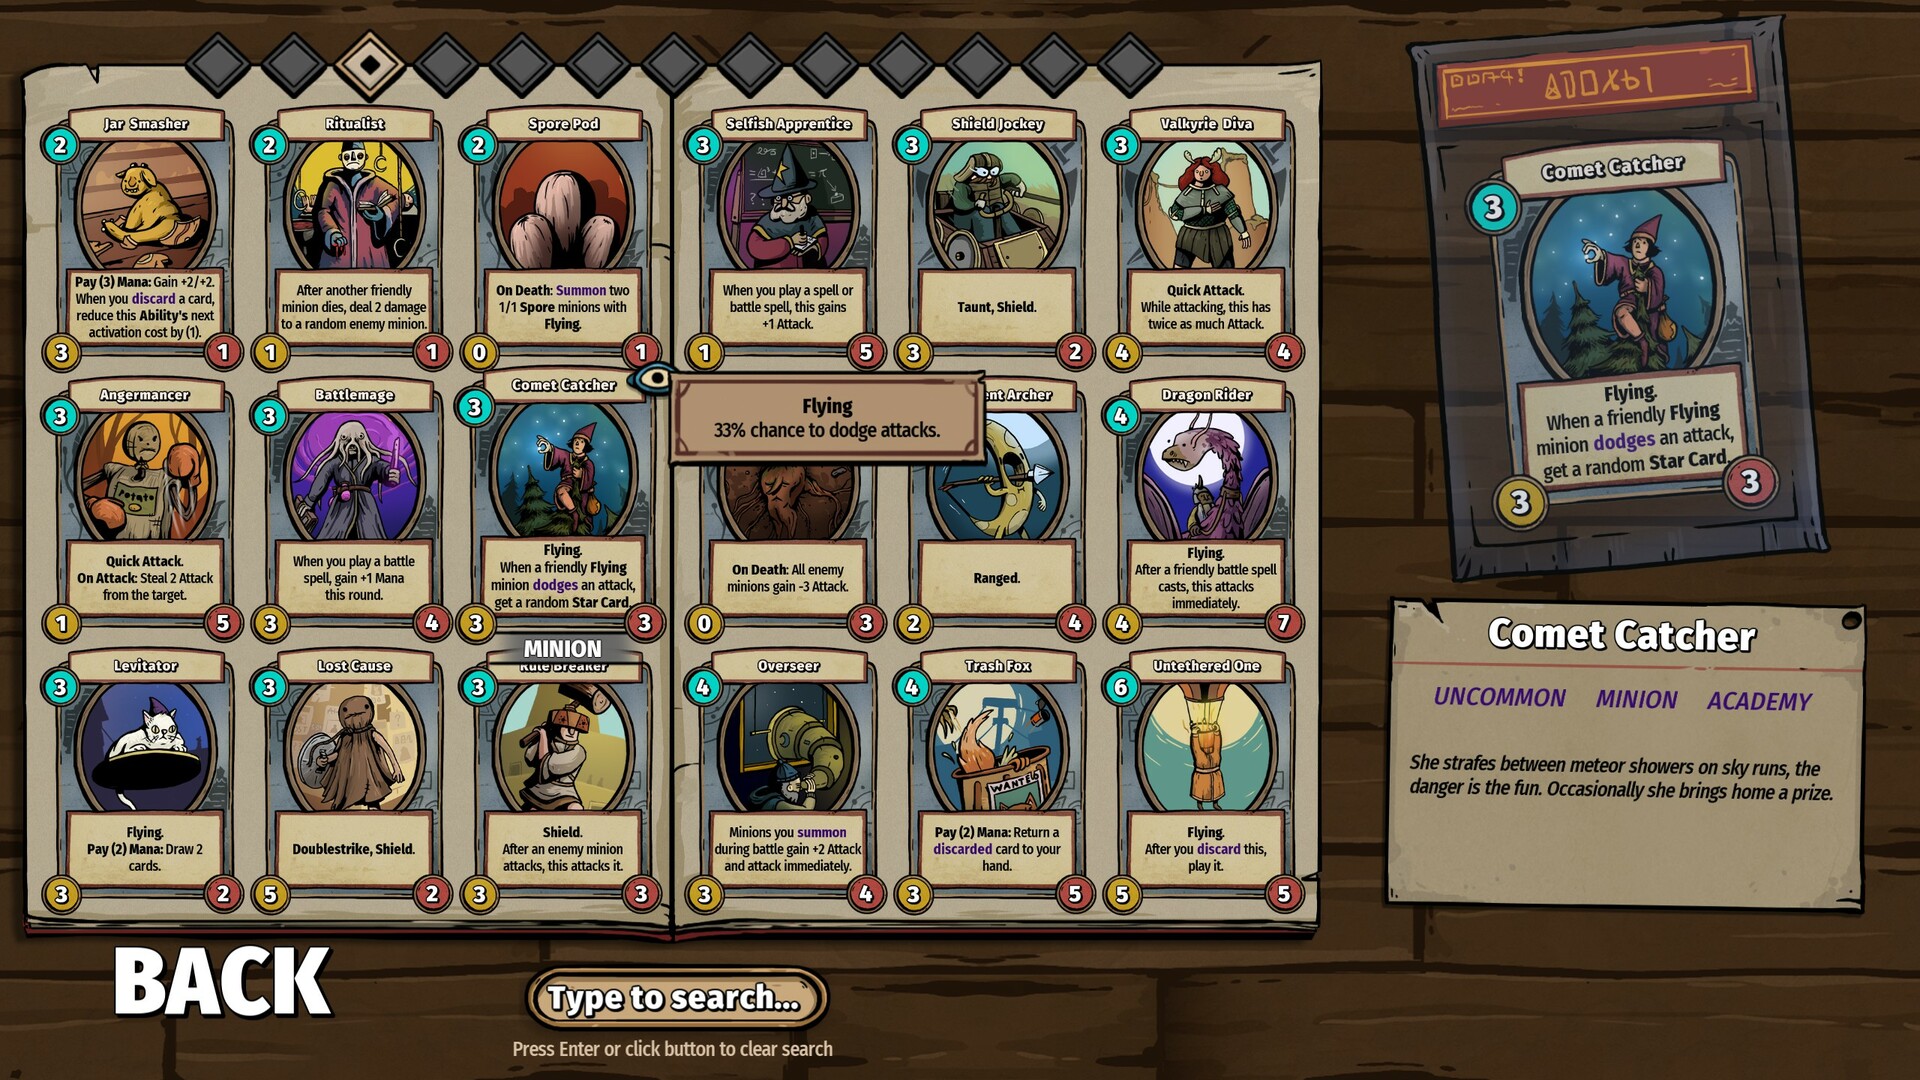 Jar Smasher
2
Pay (3) Mana: Gain +2/+2.
When you discard a card,
reduce this Ability's next
activation cost by (1).
3
1
Ritualist
2
After another friendly
minion dies, deal 2 damage
to a random enemy minion.
1
1
Spore Pod
2
On Death: Summon two
1/1 Spore minions with
Flying.
0
1
Selfish Apprentice
3
When you play a spell or
battle spell, this gains
+1 Attack.
1
5
Shield Jockey
3
Taunt, Shield.
3
2
Valkyrie Diva
3
Quick Attack.
While attacking, this has
twice as much Attack.
4
4
Angermancer
3
Potato
Quick Attack.
On Attack: Steal 2 Attack
from the target.
1
5
Battlemage
3
When you play a battle
spell, gain +1 Mana
this round.
3
4
Comet Catcher
3
Flying.
When a friendly Flying
minion dodges an attack,
get a random Star Card.
3
3
MINION
Flying
33% chance to dodge attacks.
On Death: All enemy
minions gain -3 Attack.
0
3
Archer
Ranged.
2
4
Dragon Rider
4
Flying.
After a friendly battle spell
casts, this attacks
immediately.
4
7
Levitator
3
Flying.
Pay (2) Mana: Draw 2
cards.
3
2
Lost Cause
3
Doublestrike, Shield.
5
2
Rule Breaker
3
Shield.
After an enemy minion
attacks, this attacks it.
3
3
Overseer
4
Minions you summon
during battle gain +2 Attack
and attack immediately.
3
4
Trash Fox
4
WANTED
Pay (2) Mana: Return a
discarded card to your
hand.
3
5
Untethered One
6
Flying.
After you discard this,
play it.
5
5
Comet Catcher
3
Flying.
When a friendly Flying
minion dodges an attack,
get a random Star Card.
3
3
Comet Catcher
UNCOMMON MINION ACADEMY
She strafes between meteor showers on sky runs, the
danger is the fun. Occasionally she brings home a prize.
BACK
Type to search...
Press Enter or click button to clear search